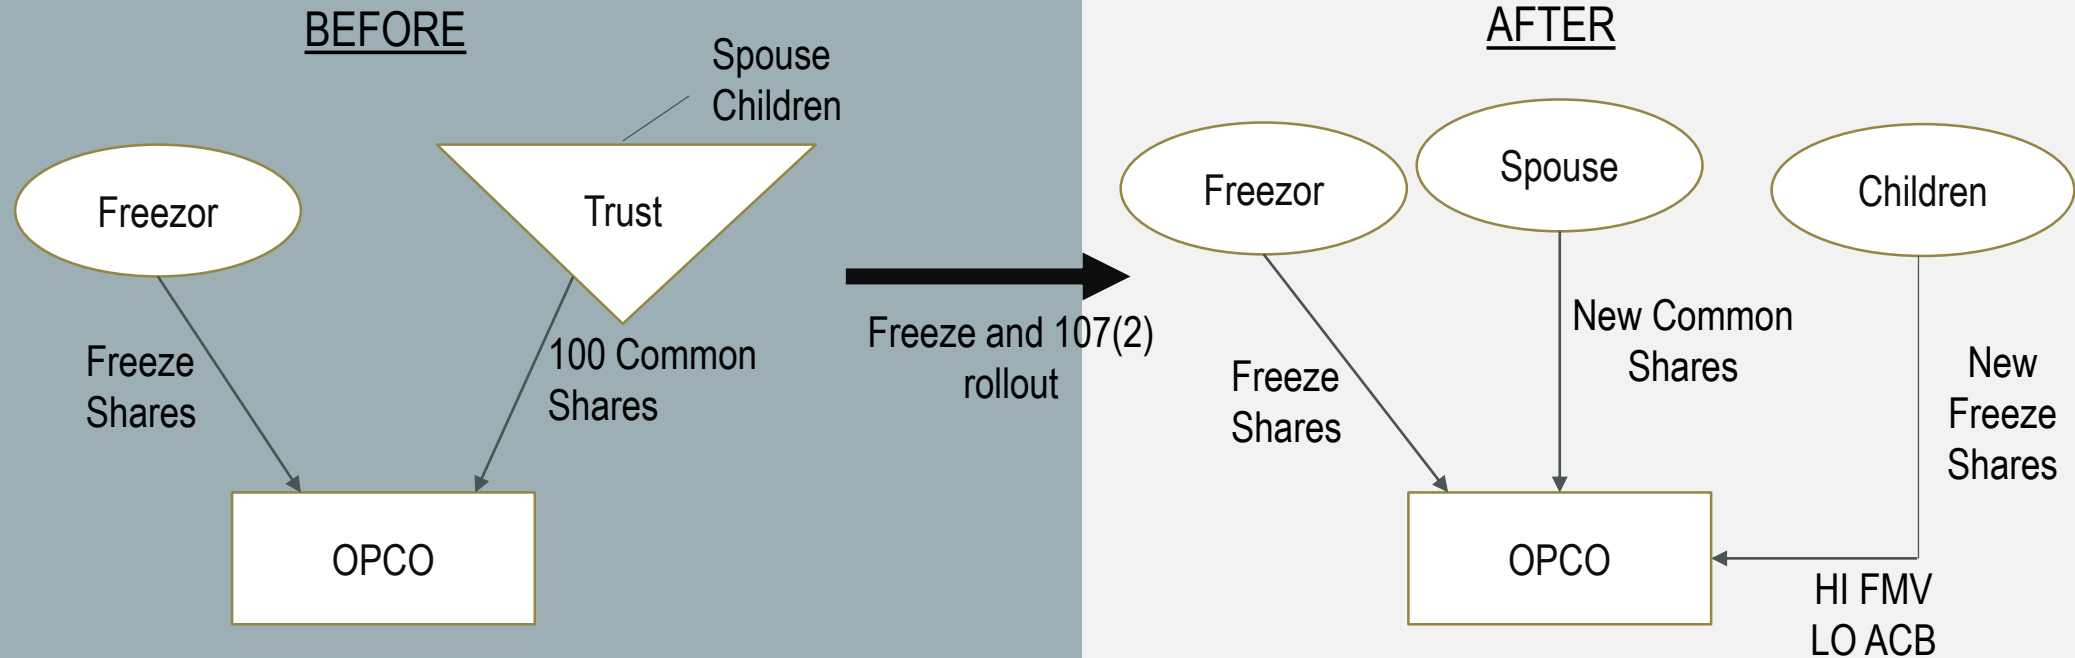 BEFORE
Spouse
Children
Freezor
Trust
Freeze
Shares
100 Common
Shares
OPCO
Freeze and 107(2)
rollout
AFTER
Freezor
Spouse
Children
Freeze
Shares
New Common
Shares
New
Freeze
Shares
OPCO
HI FMV
LO ACB